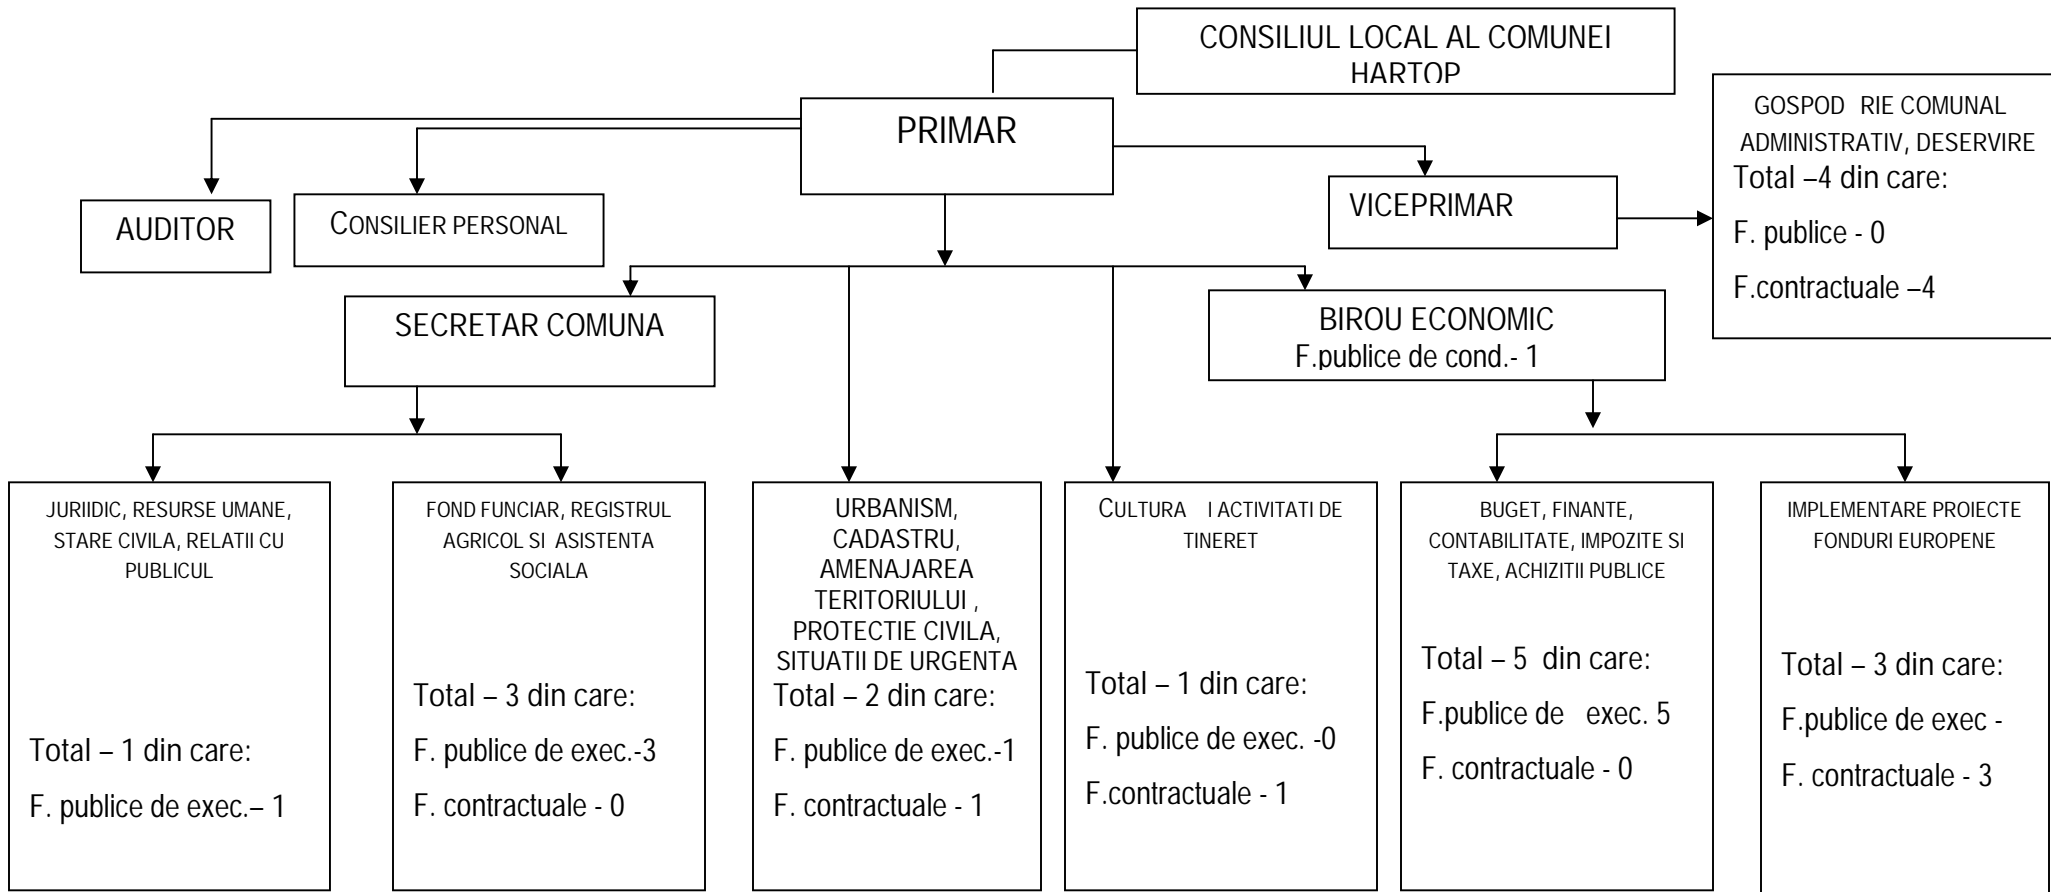 CONSILIUL LOCAL AL COMUNEI
HARTOP
PRIMAR
GOSPOD RIE COMUNAL
ADMINISTRATIV, DESERVIRE
Total –4 din care:
F. publice - 0
F.contractuale –4
AUDITOR
CONSILIER PERSONAL
VICEPRIMAR
SECRETAR COMUNA
BIROU ECONOMIC
F.publice de cond.- 1
JURIIDIC, RESURSE UMANE,
STARE CIVILA, RELATII CU
PUBLICUL
Total – 1 din care:
F. publice de exec.– 1
FOND FUNCIAR, REGISTRUL
AGRICOL SI ASISTENTA
SOCIALA
Total – 3 din care:
F. publice de exec.-3
F. contractuale - 0
URBANISM,
CADASTRU,
AMENAJAREA
TERITORIULUI ,
PROTECTIE CIVILA,
SITUATII DE URGENTA
Total – 2 din care:
F. publice de exec.-1
F. contractuale - 1
CULTURA I ACTIVITATI DE
TINERET
Total – 1 din care:
F. publice de exec. -0
F.contractuale - 1
BUGET, FINANTE,
CONTABILITATE, IMPOZITE SI
TAXE, ACHIZITII PUBLICE
Total – 5 din care:
F.publice de exec. 5
F. contractuale - 0
IMPLEMENTARE PROIECTE
FONDURI EUROPENE
Total – 3 din care:
F.publice de exec -
F. contractuale - 3